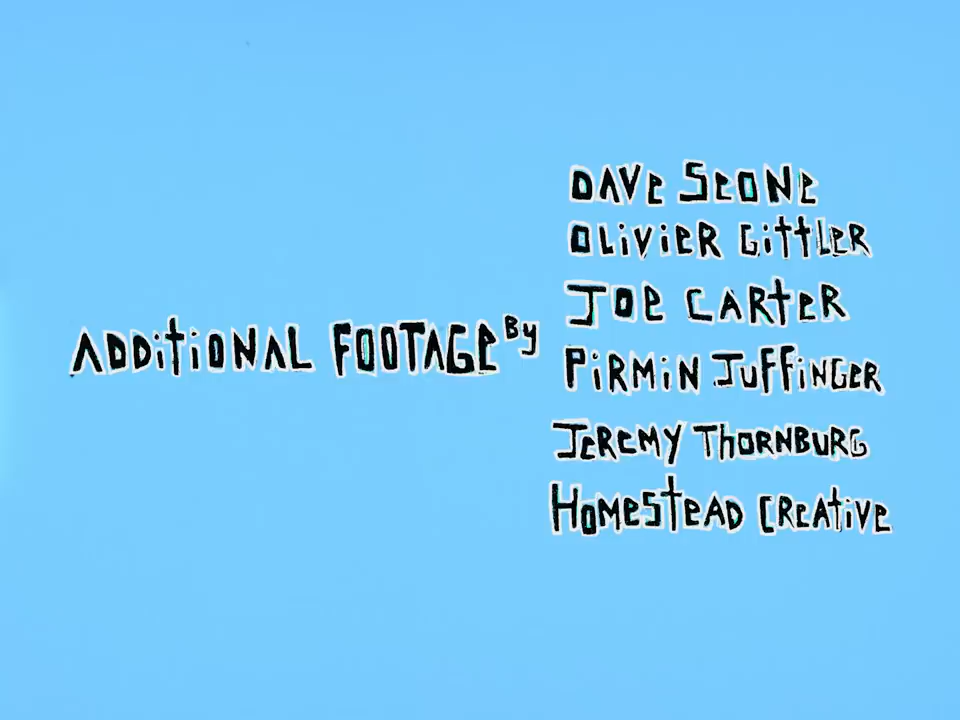 ADDITIONAL FOOTAGE By
DAVE SEONE
OLIVIER GITTLER
JOE CARTER
PIRMIN JUFFINGER
JEREMY THORNBURG
HOMESTEAD CREATIVE